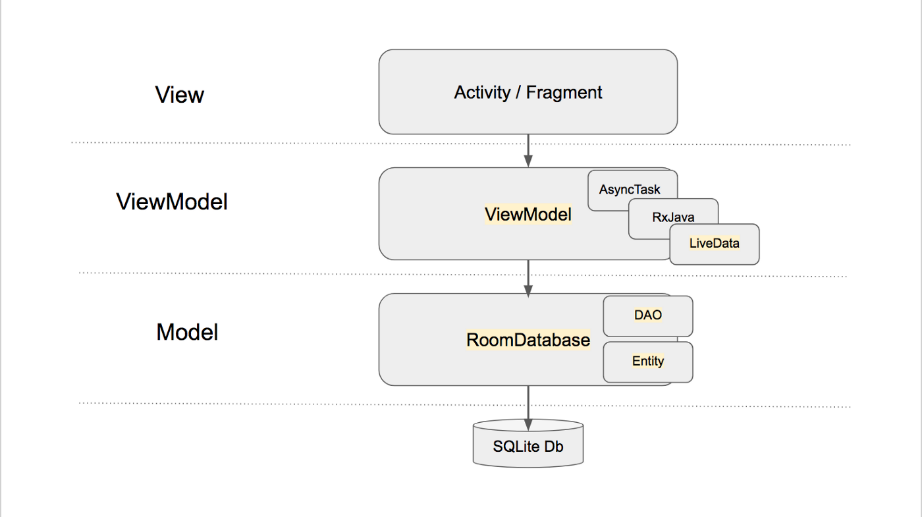 View
Activity / Fragment
ViewModel
ViewModel
AsyncTask
RxJava
LiveData
Model
RoomDatabase
DAO
Entity
SQLite Db